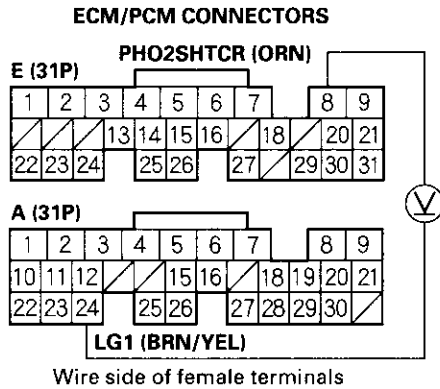 ECM/PCM CONNECTORS
PHO2SHTCR (ORN)
E (31P)
1 2 3 4 5 6 7 8 9
13 14 15 16 18 20 21
22 23 24 25 26 27 29 30 31
V
A (31P)
1 2 3 4 5 6 7 8 9
10 11 12 15 16 18 19 20 21
22 23 24 25 26 27 28 29 30
LG1 (BRN/YEL)
Wire side of female terminals